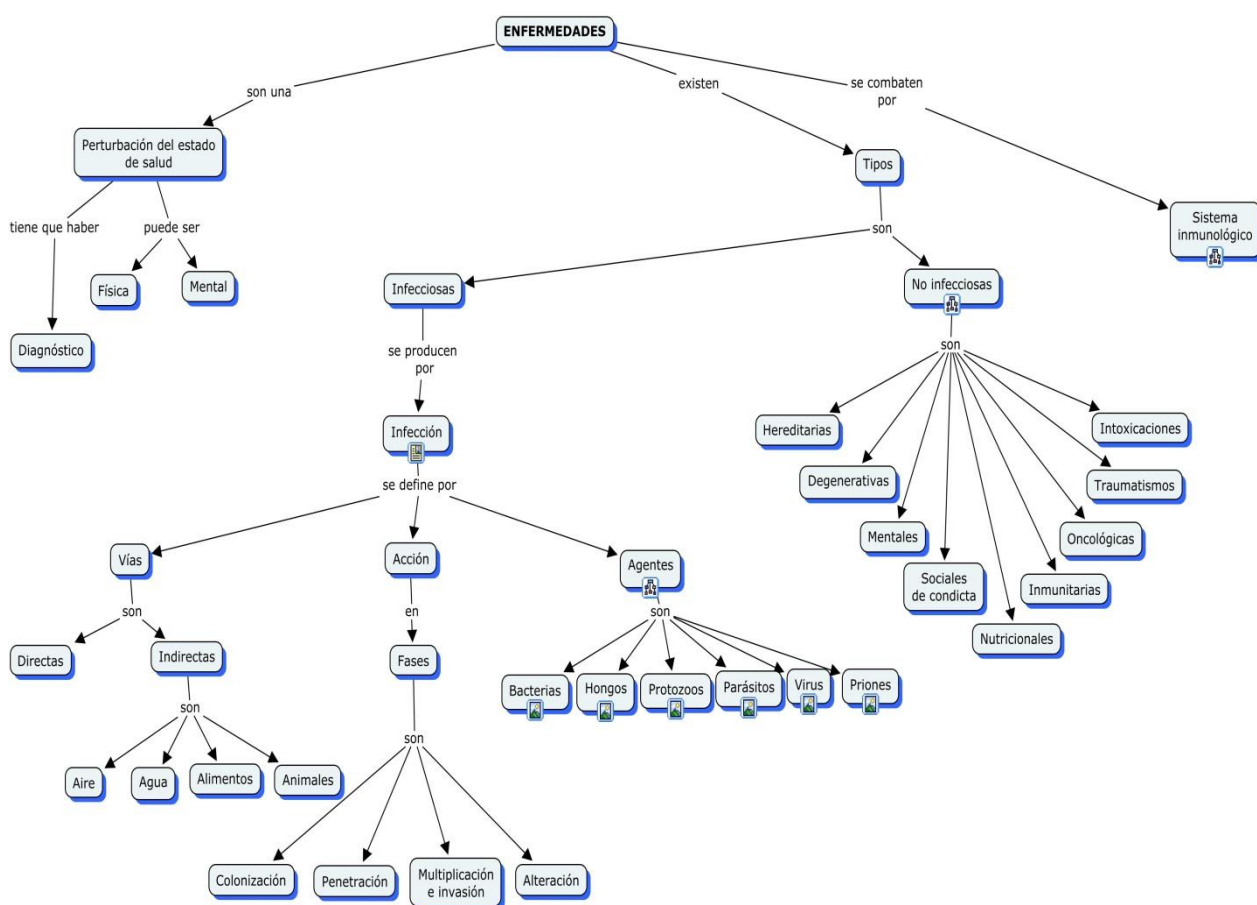 ENFERMEDADES
son una
existen
se combaten
por
Perturbación del estado
de salud
Tipos
tiene que haber
puede ser
son
Sistema
inmunológico
Física
Mental
Infecciosas
No infecciosas
Diagnóstico
se producen
por
son
Infección
Hereditarias
Intoxicaciones
se define por
Degenerativas
Traumatismos
Mentales
Oncológicas
Vías
Acción
Agentes
Sociales
de condicta
Inmunitarias
son
en
son
Nutricionales
Directas
Indirectas
Fases
Bacterias
Hongos
Protozoos
Parásitos
Virus
Priones
son
son
Aire
Agua
Alimentos
Animales
Colonización
Penetración
Multiplicación
e invasión
Alteración